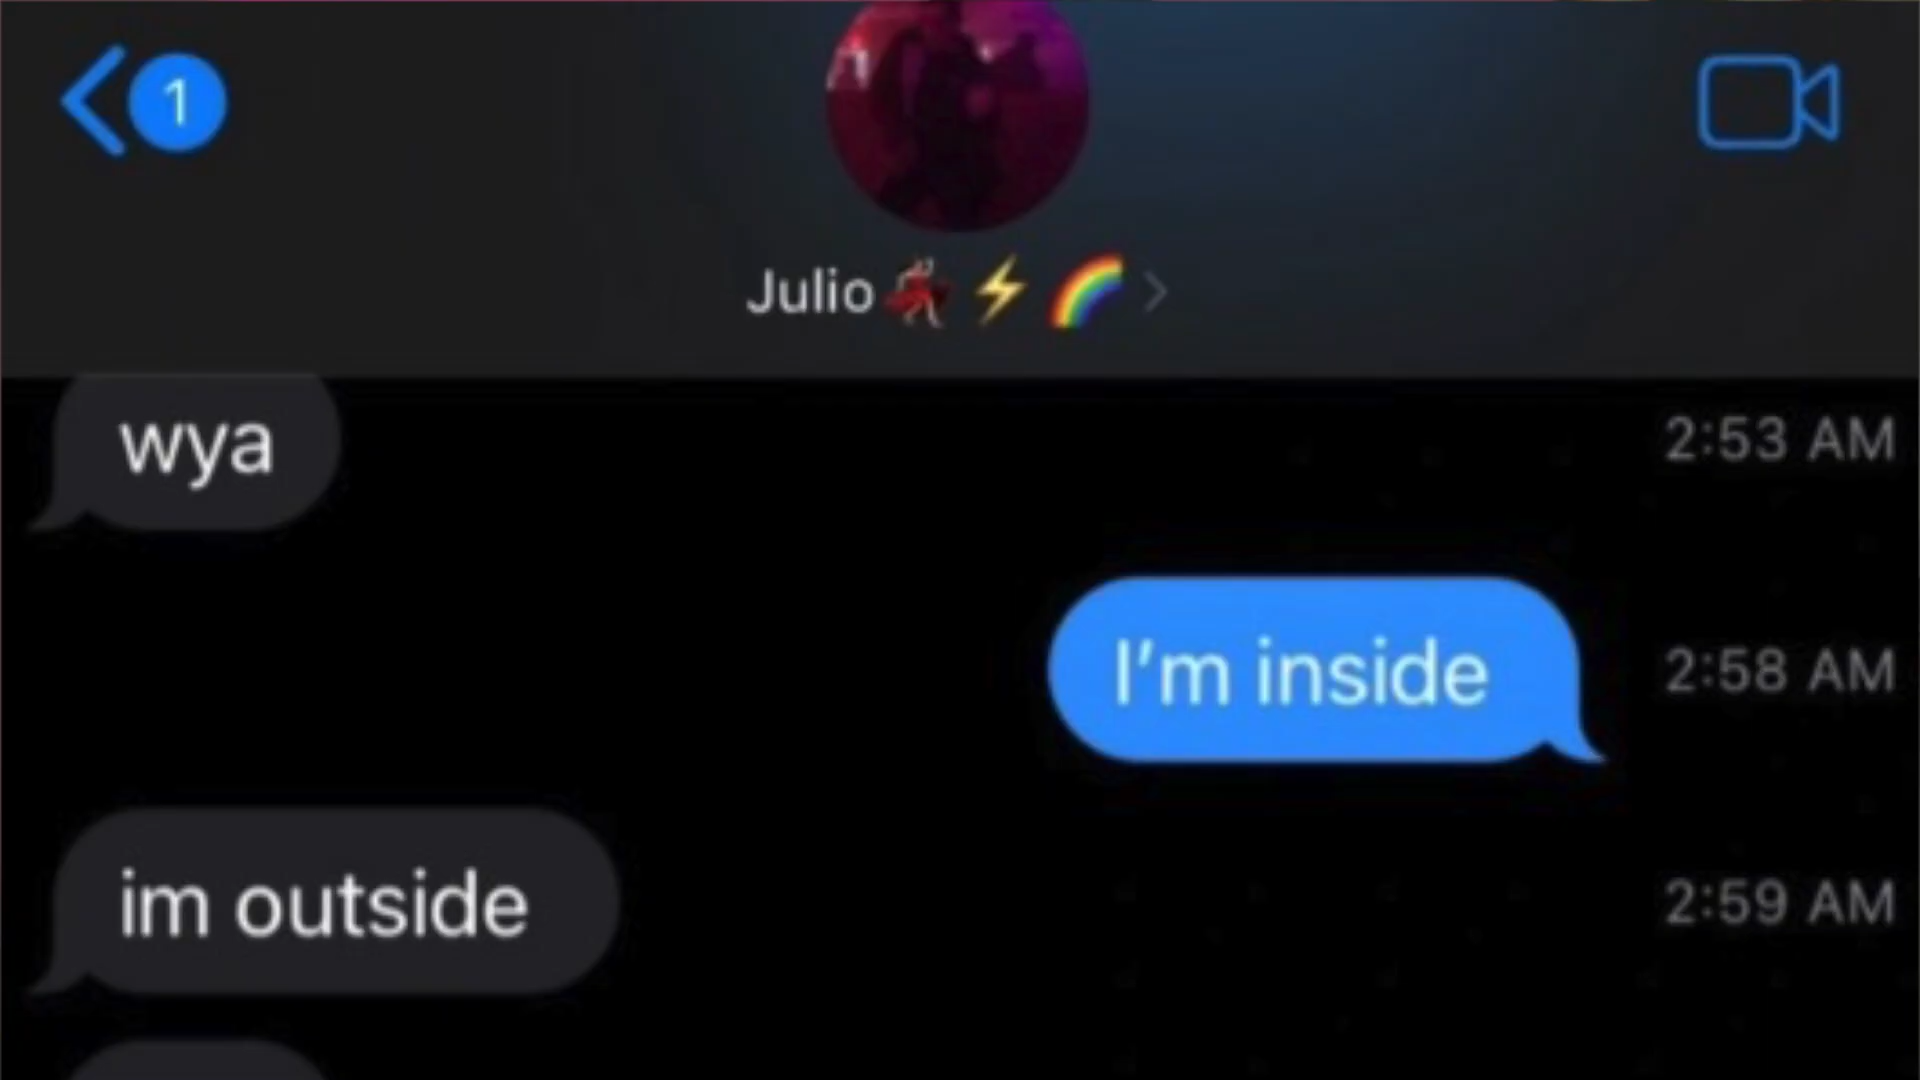 1
Julio💃⚡🌈
wya
2:53 AM
I’m inside
2:58 AM
im outside
2:59 AM